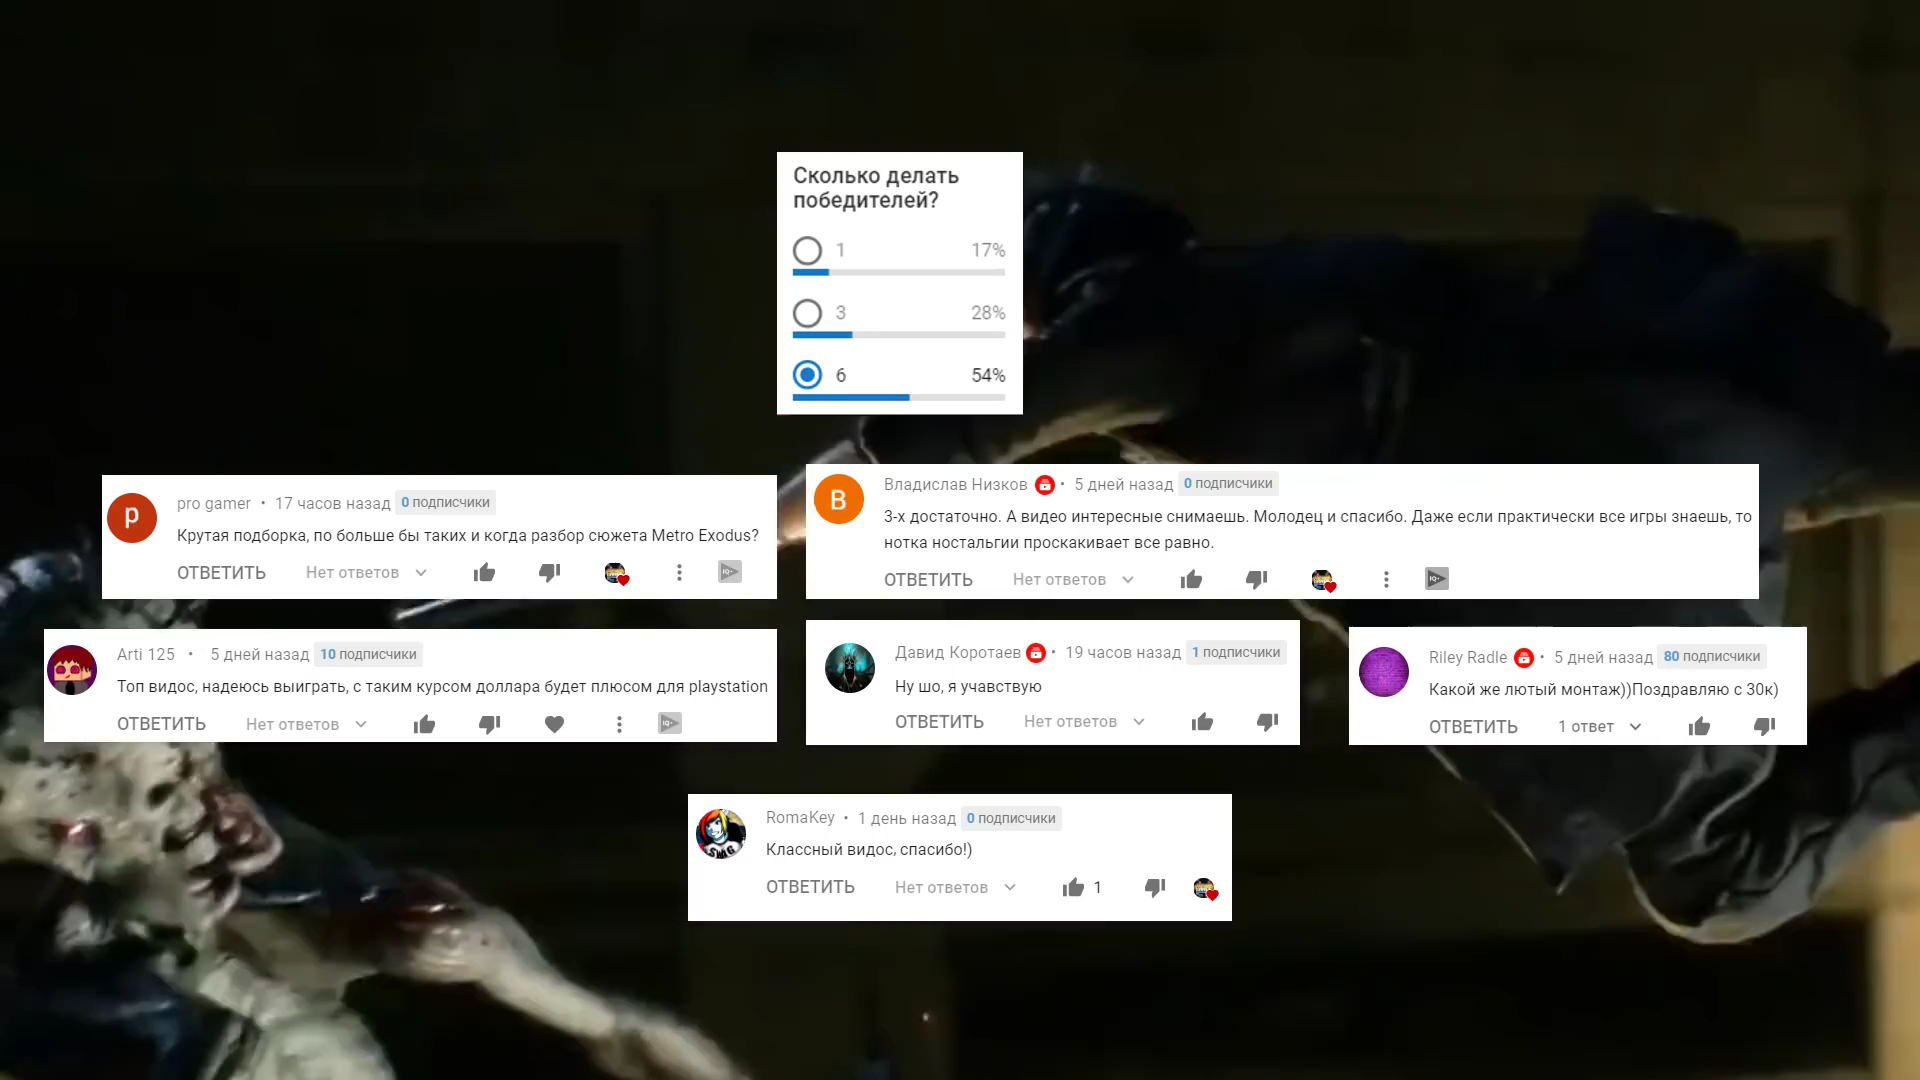 Сколько делать
победителей?
1 17%
3 28%
6 54%
pro gamer • 17 часов назад 0 подписчики
Крутая подборка, по больше бы таких и когда разбор сюжета Metro Exodus?
ОТВЕТИТЬ Нет ответов
Владислав Низков • 5 дней назад 0 подписчики
3-х достаточно. А видео интересные снимаешь. Молодец и спасибо. Даже если практически все игры знаешь, то
нотка ностальгии проскакивает все равно.
ОТВЕТИТЬ Нет ответов
Arti 125 • 5 дней назад 10 подписчики
Топ видос, надеюсь выиграть, с таким курсом доллара будет плюсом для playstation
ОТВЕТИТЬ Нет ответов
Давид Коротаев • 19 часов назад 1 подписчики
Ну шо, я учавствую
ОТВЕТИТЬ Нет ответов
Riley Radle • 5 дней назад 80 подписчики
Какой же лютый монтаж))Поздравляю с 30к)
ОТВЕТИТЬ 1 ответ
RomaKey • 1 день назад 0 подписчики
Классный видос, спасибо!)
ОТВЕТИТЬ Нет ответов 1